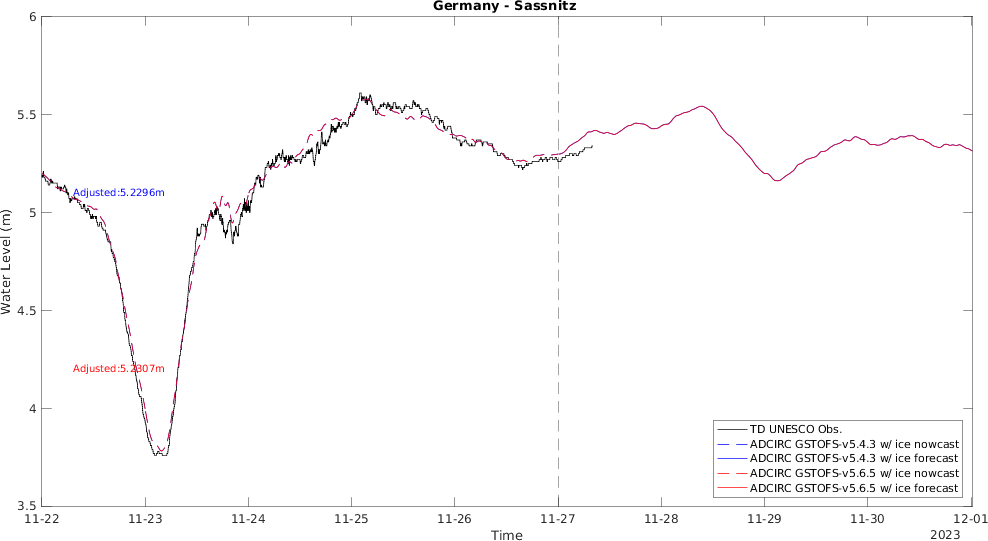 Germany - Sassnitz
6
5.5
5
4.5
4
3.5
Water Level (m)
Adjusted:5.2296m
Adjusted:5.2307m
TD UNESCO Obs.
ADCIRC GSTOFS-v5.4.3 w/ ice nowcast
ADCIRC GSTOFS-v5.4.3 w/ ice forecast
ADCIRC GSTOFS-v5.6.5 w/ ice nowcast
ADCIRC GSTOFS-v5.6.5 w/ ice forecast
11-22 11-23 11-24 11-25 11-26 11-27 11-28 11-29 11-30 12-01
Time
2023